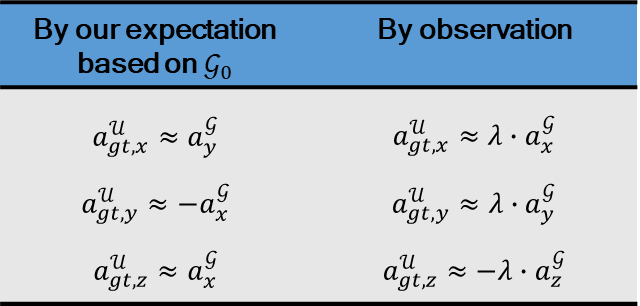 By our expectation based on 𝒢₀ By observation
a^𝒰_{gt,x} ≈ a^𝒢_y a^𝒰_{gt,x} ≈ λ · a^𝒢_x
a^𝒰_{gt,y} ≈ −a^𝒢_x a^𝒰_{gt,y} ≈ λ · a^𝒢_y
a^𝒰_{gt,z} ≈ a^𝒢_x a^𝒰_{gt,z} ≈ −λ · a^𝒢_z